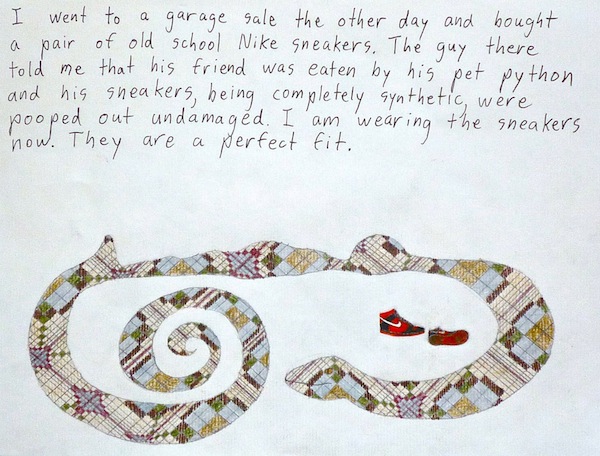 I went to a garage sale the other day and bought
a pair of old school Nike sneakers. The guy there
told me that his friend was eaten by his pet python
and his sneakers, being completely synthetic, were
pooped out undamaged. I am wearing the sneakers
now. They are a perfect fit.